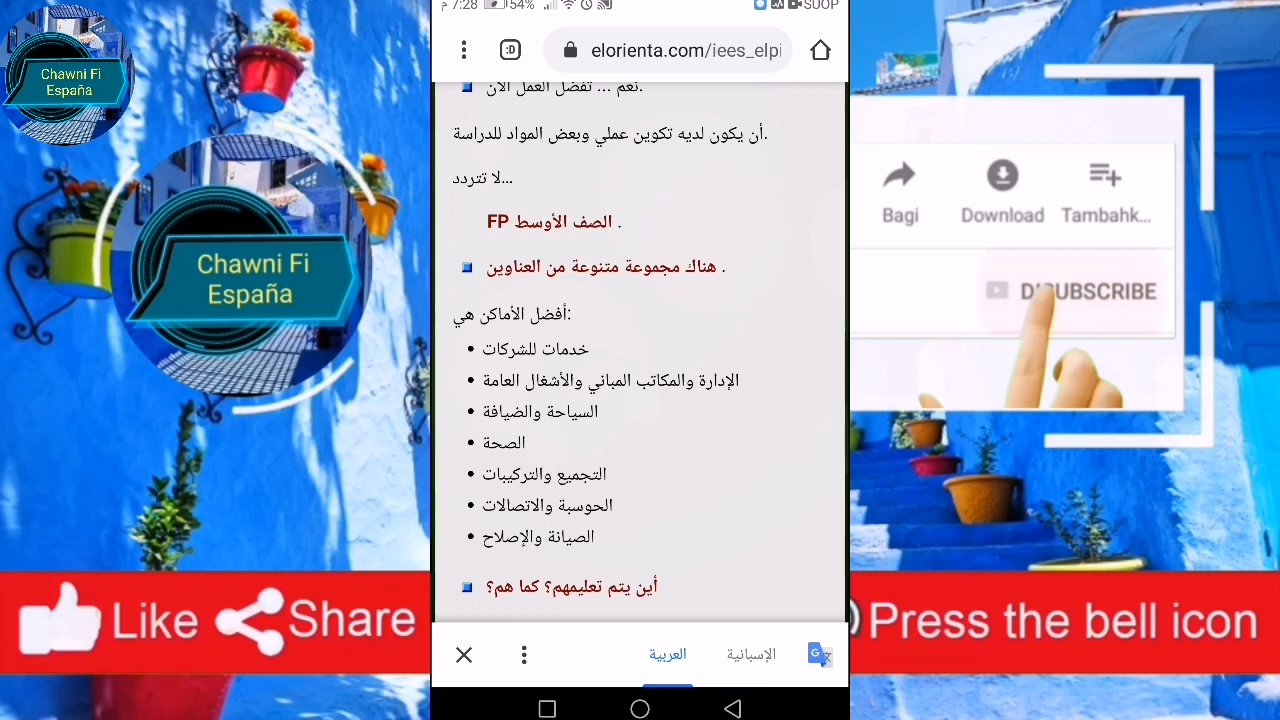 Chawni Fi
España
Chawni Fi
España
م 7:28
54%
SUOP
elorienta.com/iees_elpi
نعم ... تفضل العمل الآن.
أن يكون لديه تكوين عملي وبعض المواد للدراسة.
لا تتردد...
الصف الأوسط FP .
هناك مجموعة متنوعة من العناوين .
أفضل الأماكن هي:
• خدمات للشركات
• الإدارة والمكاتب المباني والأشغال العامة
• السياحة والضيافة
• الصحة
• التجميع والتركيبات
• الحوسبة والاتصالات
• الصيانة والإصلاح
أين يتم تعليمهم؟ كما هم؟
العربية
الإسبانية
Bagi
Download
Tambahk...
SUBSCRIBE
Like
Share
Press the bell icon